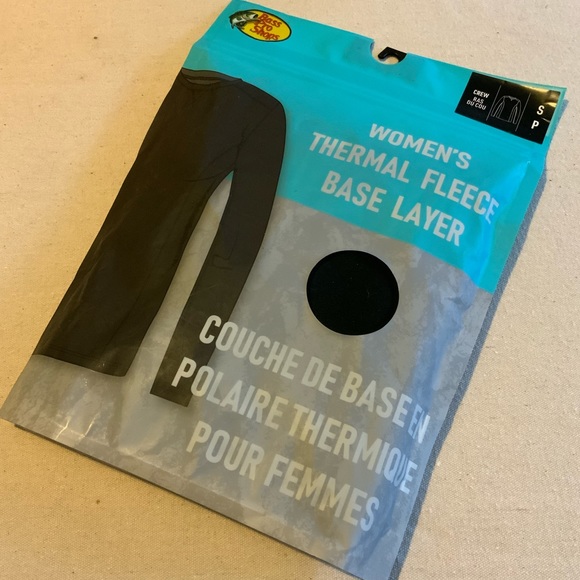 Bass
Pro
Shops
CREW
RAS
DU COU
S
P
WOMEN'S
THERMAL FLEECE
BASE LAYER
COUCHE DE BASE EN
POLAIRE THERMIQUE
POUR FEMMES